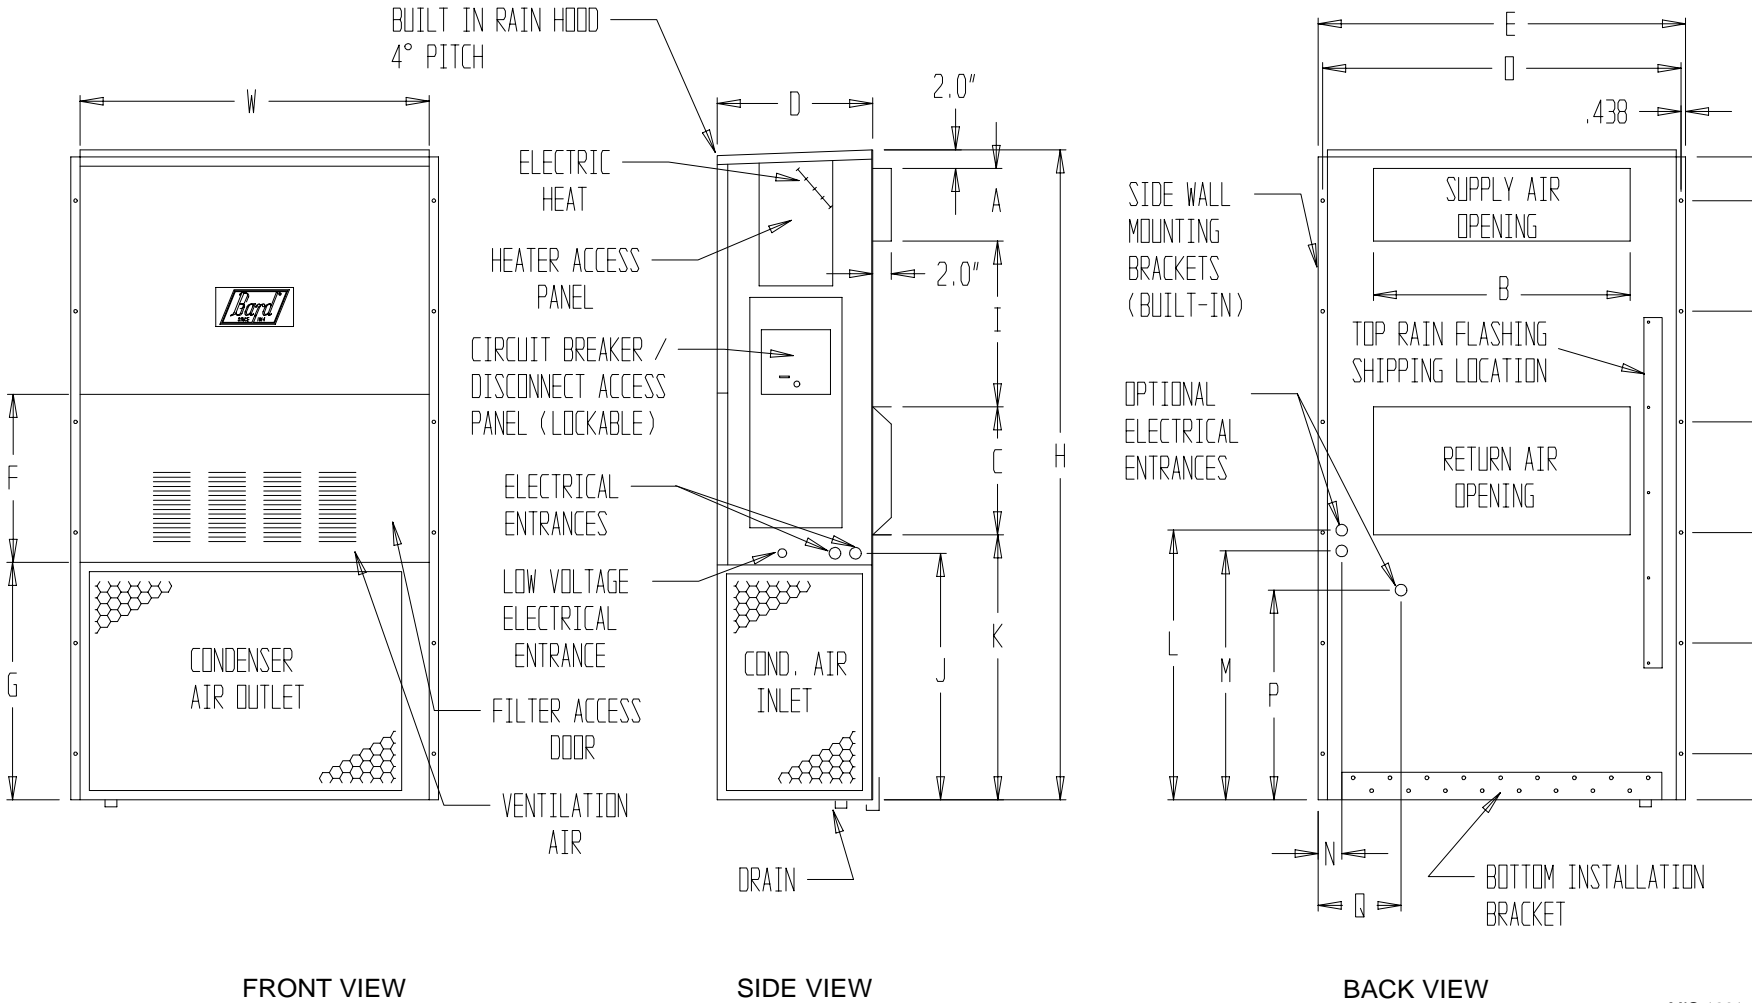 BUILT IN RAIN HOOD
4° PITCH
W
Bard
F
G
CONDENSER
AIR OUTLET
ELECTRIC
HEAT
HEATER ACCESS
PANEL
CIRCUIT BREAKER /
DISCONNECT ACCESS
PANEL (LOCKABLE)
ELECTRICAL
ENTRANCES
LOW VOLTAGE
ELECTRICAL
ENTRANCE
FILTER ACCESS
DOOR
VENTILATION
AIR
DRAIN
D
2.0"
A
2.0"
I
C
H
K
J
COND. AIR
INLET
E
O
.438
SIDE WALL
MOUNTING
BRACKETS
(BUILT-IN)
SUPPLY AIR
OPENING
B
TOP RAIN FLASHING
SHIPPING LOCATION
OPTIONAL
ELECTRICAL
ENTRANCES
RETURN AIR
OPENING
L
M
P
N
Q
BOTTOM INSTALLATION
BRACKET
FRONT VIEW
SIDE VIEW
BACK VIEW